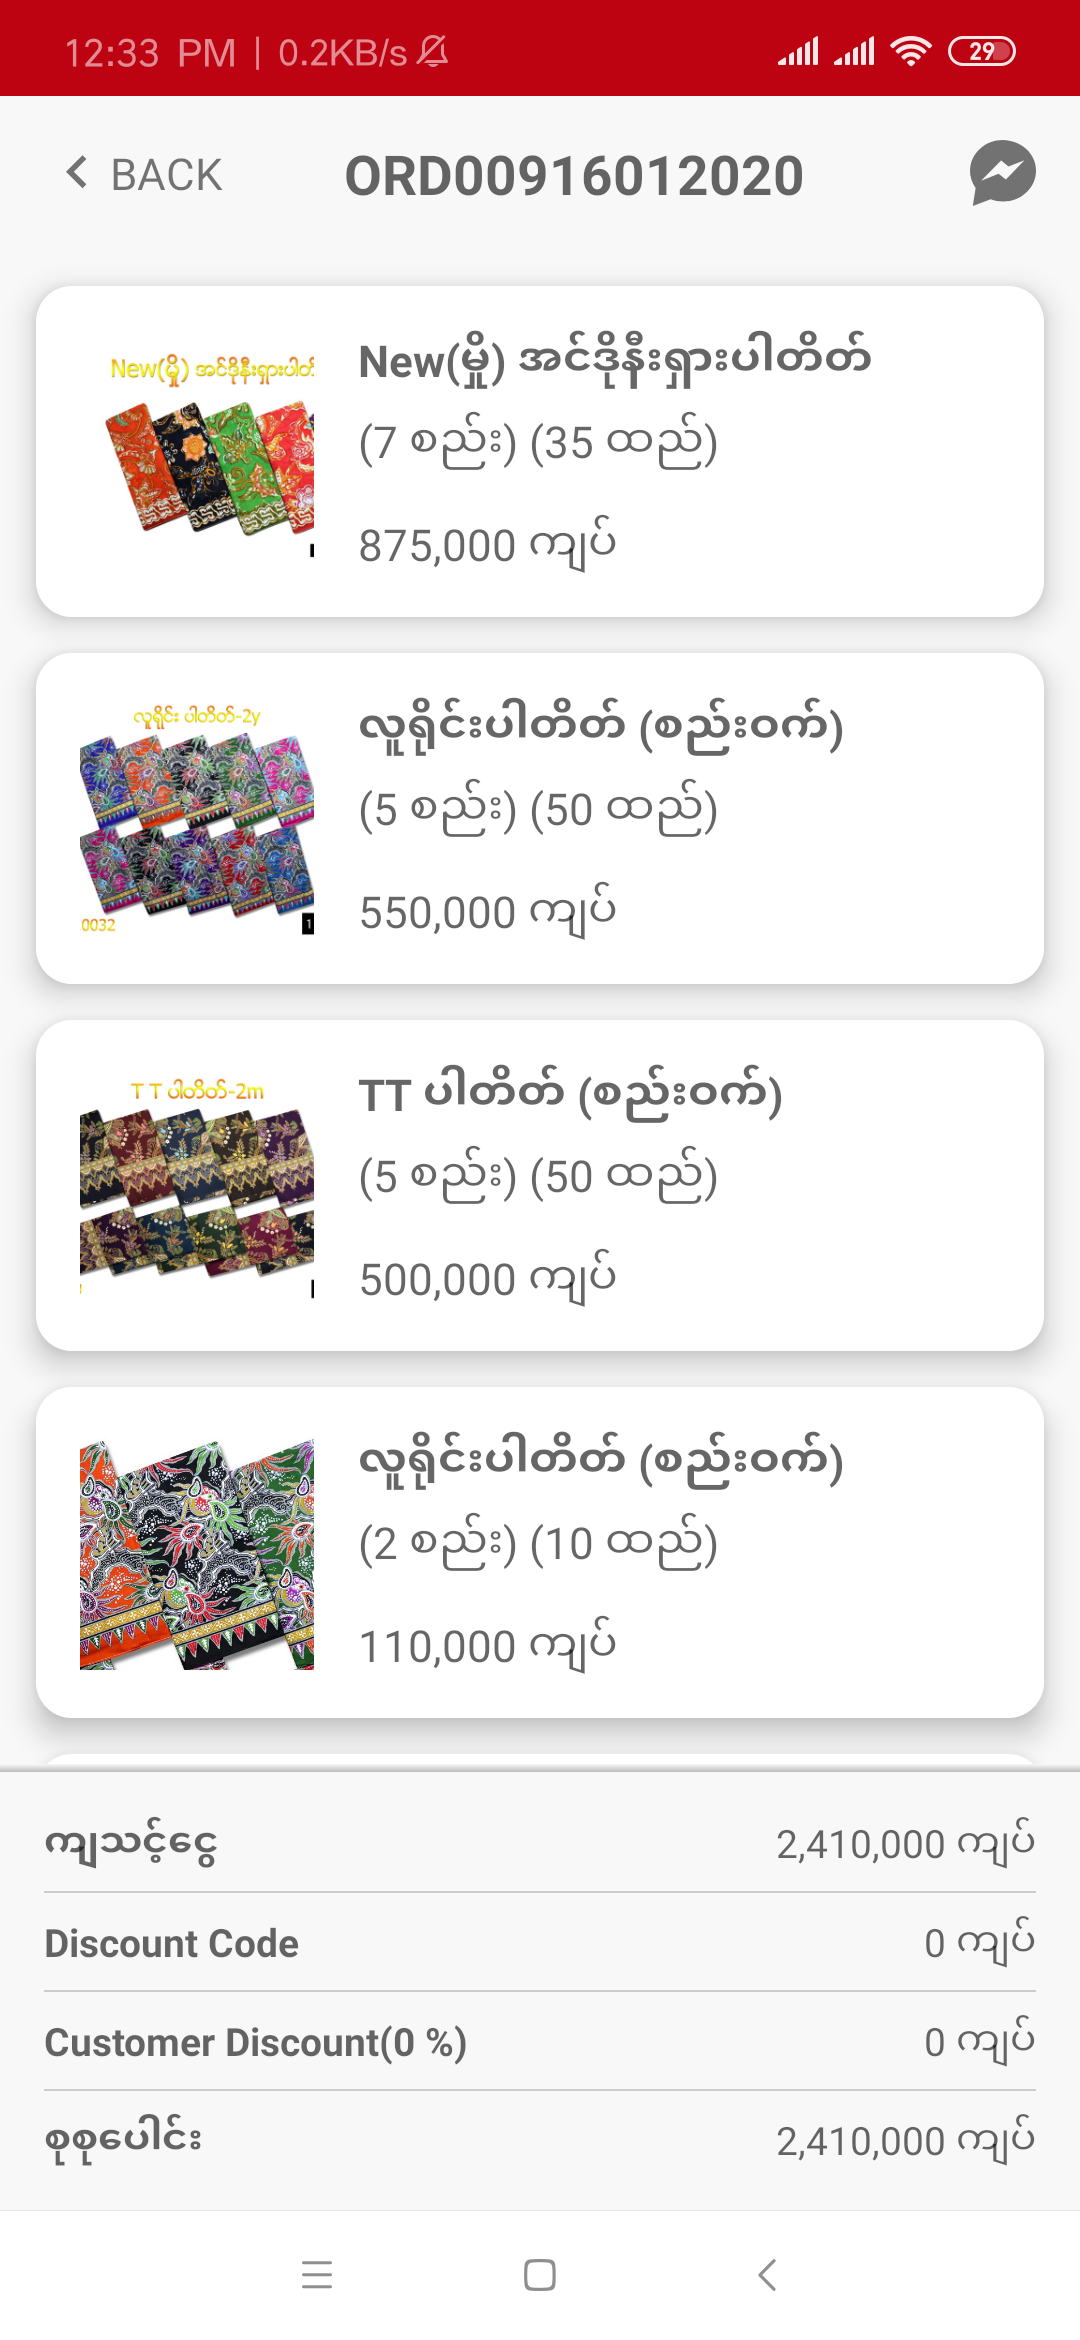 12:33 PM | 0.2KB/s
29
BACK
ORD00916012020
New(မှို) အင်ဒိုနီးရှားပါတိတ်
New(မှို) အင်ဒိုနီးရှားပါတိတ်
(7 စည်း) (35 ထည်)
875,000 ကျပ်
လူရိုင်း ပါတိတ်-2y
0032
1
လူရိုင်းပါတိတ် (စည်းဝက်)
(5 စည်း) (50 ထည်)
550,000 ကျပ်
T T ပါတိတ်-2m
TT ပါတိတ် (စည်းဝက်)
(5 စည်း) (50 ထည်)
500,000 ကျပ်
လူရိုင်းပါတိတ် (စည်းဝက်)
(2 စည်း) (10 ထည်)
110,000 ကျပ်
ကျသင့်ငွေ 2,410,000 ကျပ်
Discount Code 0 ကျပ်
Customer Discount(0 %) 0 ကျပ်
စုစုပေါင်း 2,410,000 ကျပ်